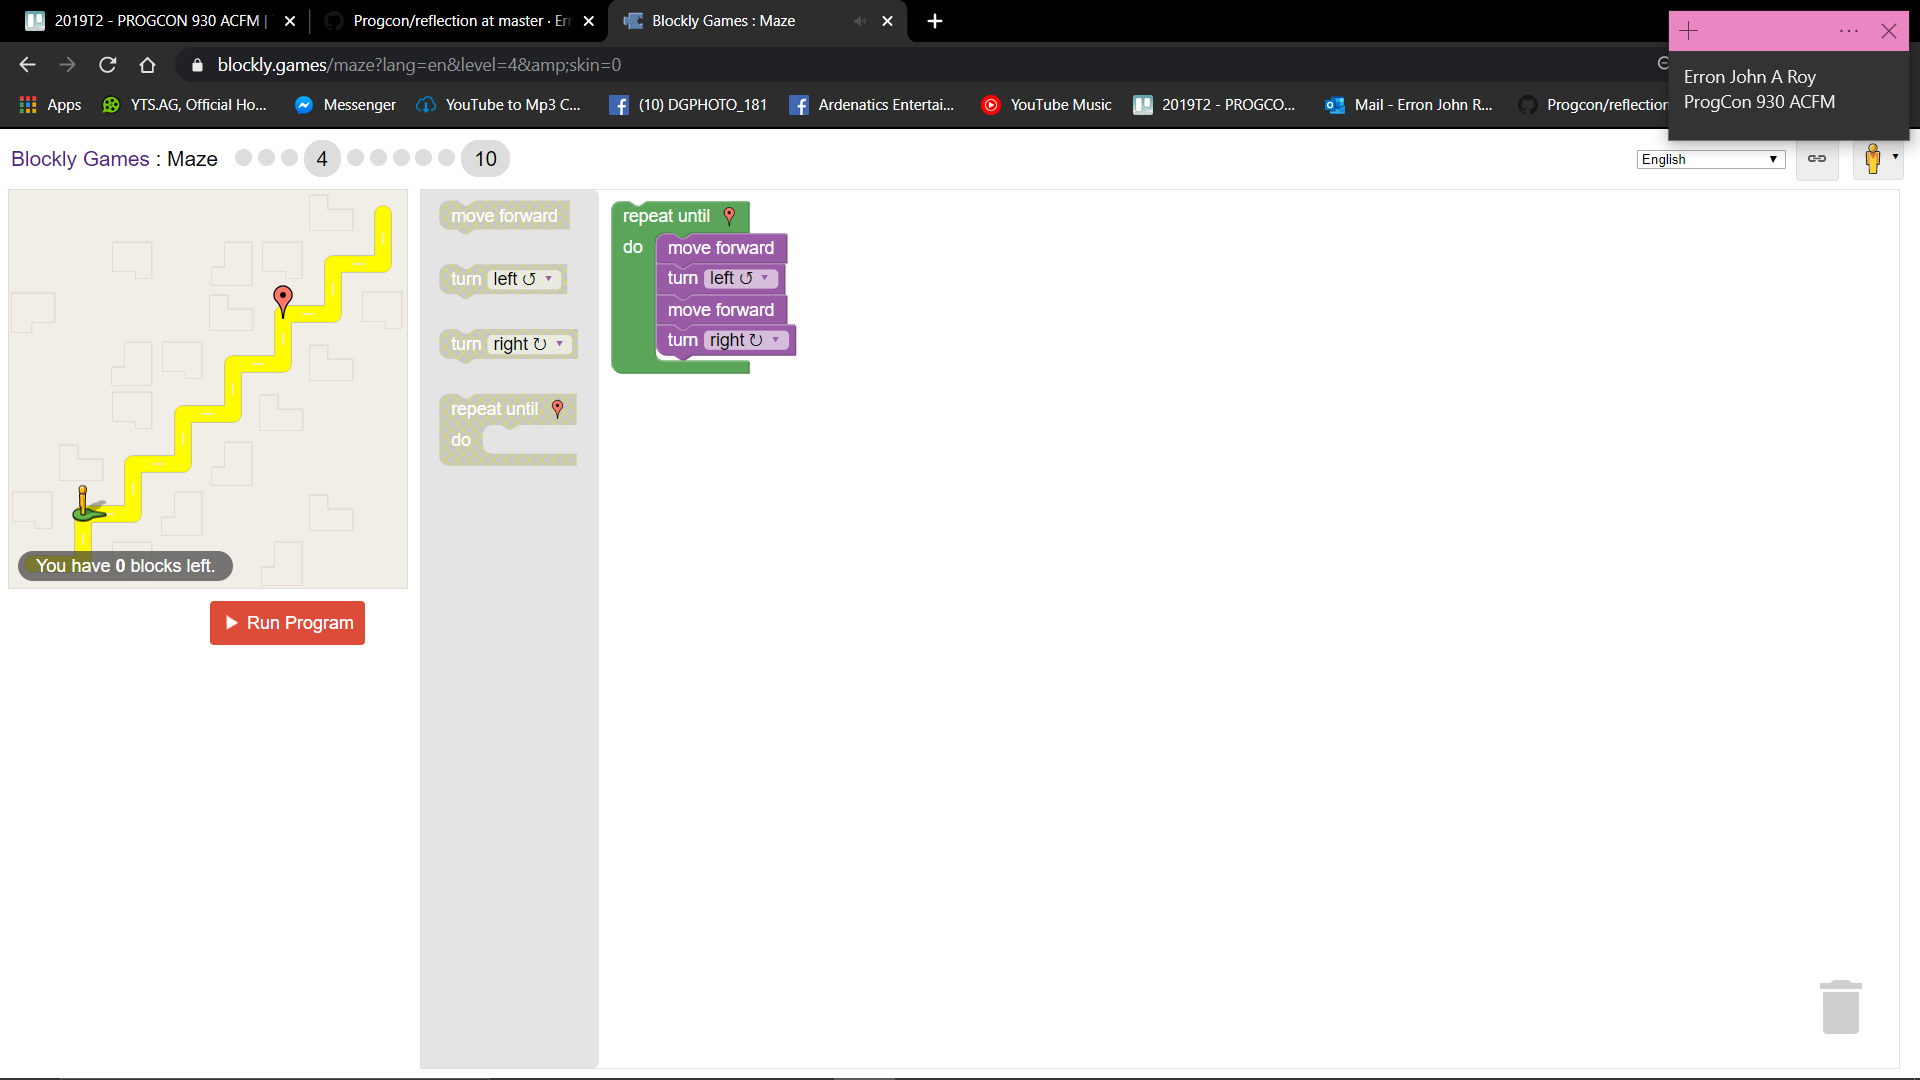 2019T2 - PROGCON 930 ACFM |
Progcon/reflection at master · Err
Blockly Games : Maze
blockly.games/maze?lang=en&level=4&amp;skin=0
Apps
YTS.AG, Official Ho...
Messenger
YouTube to Mp3 C...
(10) DGPHOTO_181
Ardenatics Entertai...
YouTube Music
2019T2 - PROGCO...
Mail - Erron John R...
Progcon/reflection
Erron John A Roy
ProgCon 930 ACFM
Blockly Games : Maze
4
10
English
move forward
turn left ↺
turn right ↻
repeat until
do
repeat until
do
move forward
turn left ↺
move forward
turn right ↻
You have 0 blocks left.
Run Program